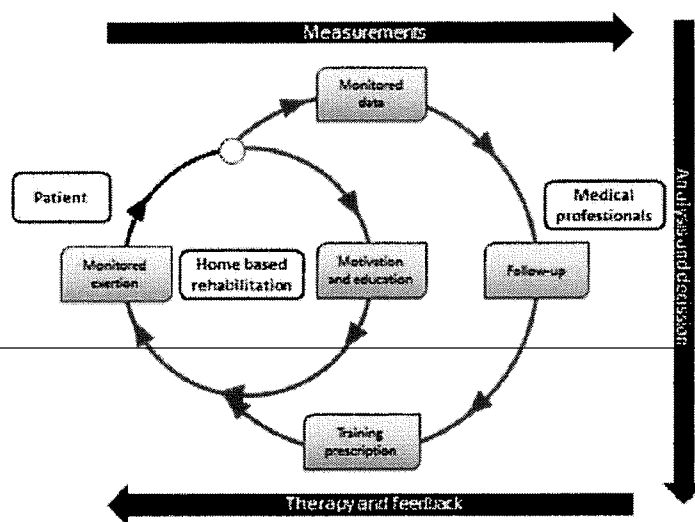 Measurements
Monitored
data
Patient
Medical
professionals
Monitored
exertion
Home based
rehabilitation
Motivation
and education
Follow-up
Analyze and decision
Training
prescription
Therapy and feedback